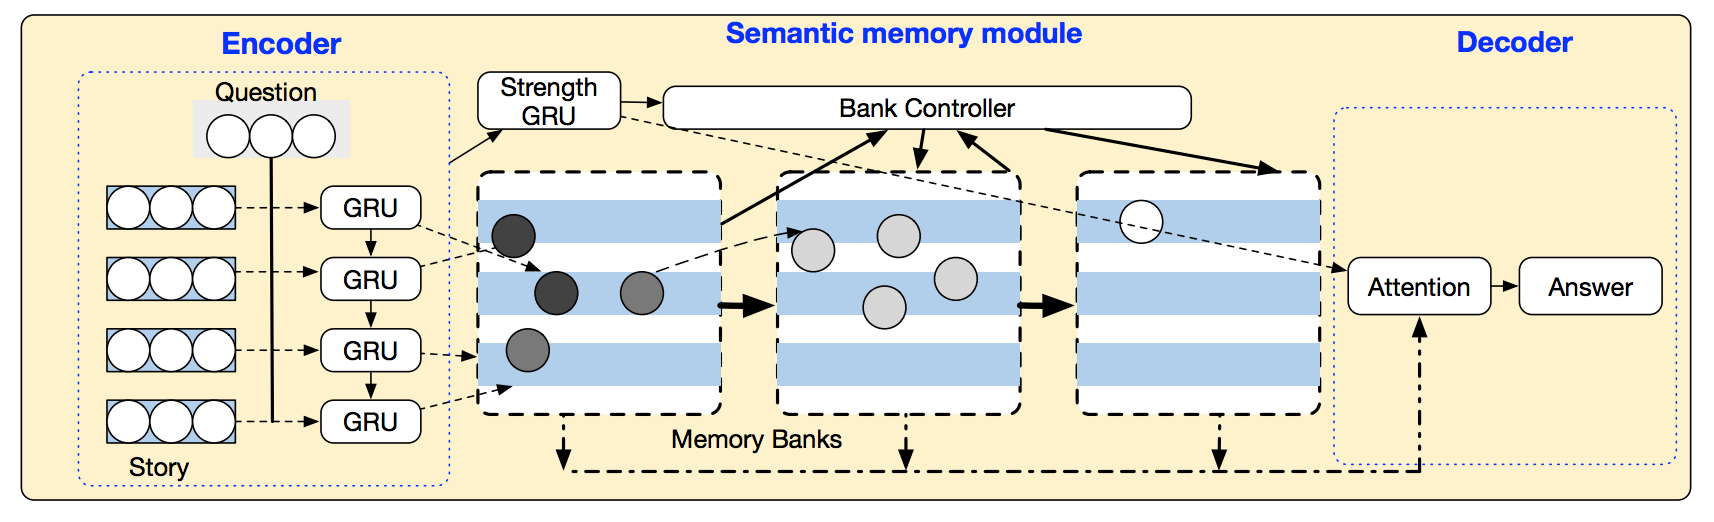 Encoder
Semantic memory module
Decoder
Question
Strength
GRU
Bank Controller
GRU
GRU
GRU
GRU
Story
Memory Banks
Attention
Answer